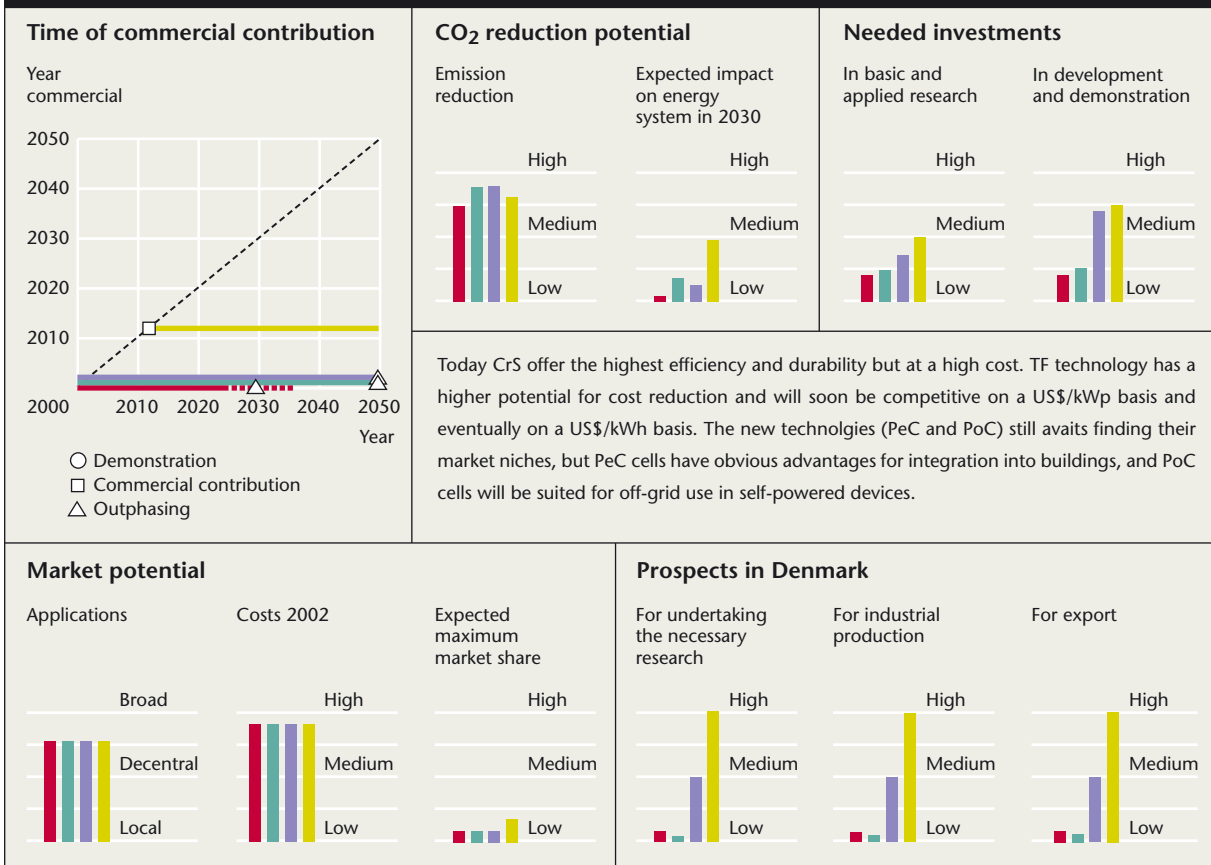 Time of commercial contribution
Year
commercial
2050
2040
2030
2020
2010
2000
2010
2020
2030
2040
2050
Year
Demonstration
Commercial contribution
Outphasing
CO2 reduction potential
Emission
reduction
High
Medium
Low
Expected impact
on energy
system in 2030
High
Medium
Low
Needed investments
In basic and
applied research
High
Medium
Low
In development
and demonstration
High
Medium
Low
Today CrS offer the highest efficiency and durability but at a high cost. TF technology has a
higher potential for cost reduction and will soon be competitive on a US$/kWp basis and
eventually on a US$/kWh basis. The new technolgies (PeC and PoC) still avaits finding their
market niches, but PeC cells have obvious advantages for integration into buildings, and PoC
cells will be suited for off-grid use in self-powered devices.
Market potential
Applications
Broad
Decentral
Local
Costs 2002
High
Medium
Low
Expected
maximum
market share
High
Medium
Low
Prospects in Denmark
For undertaking
the necessary
research
High
Medium
Low
For industrial
production
High
Medium
Low
For export
High
Medium
Low